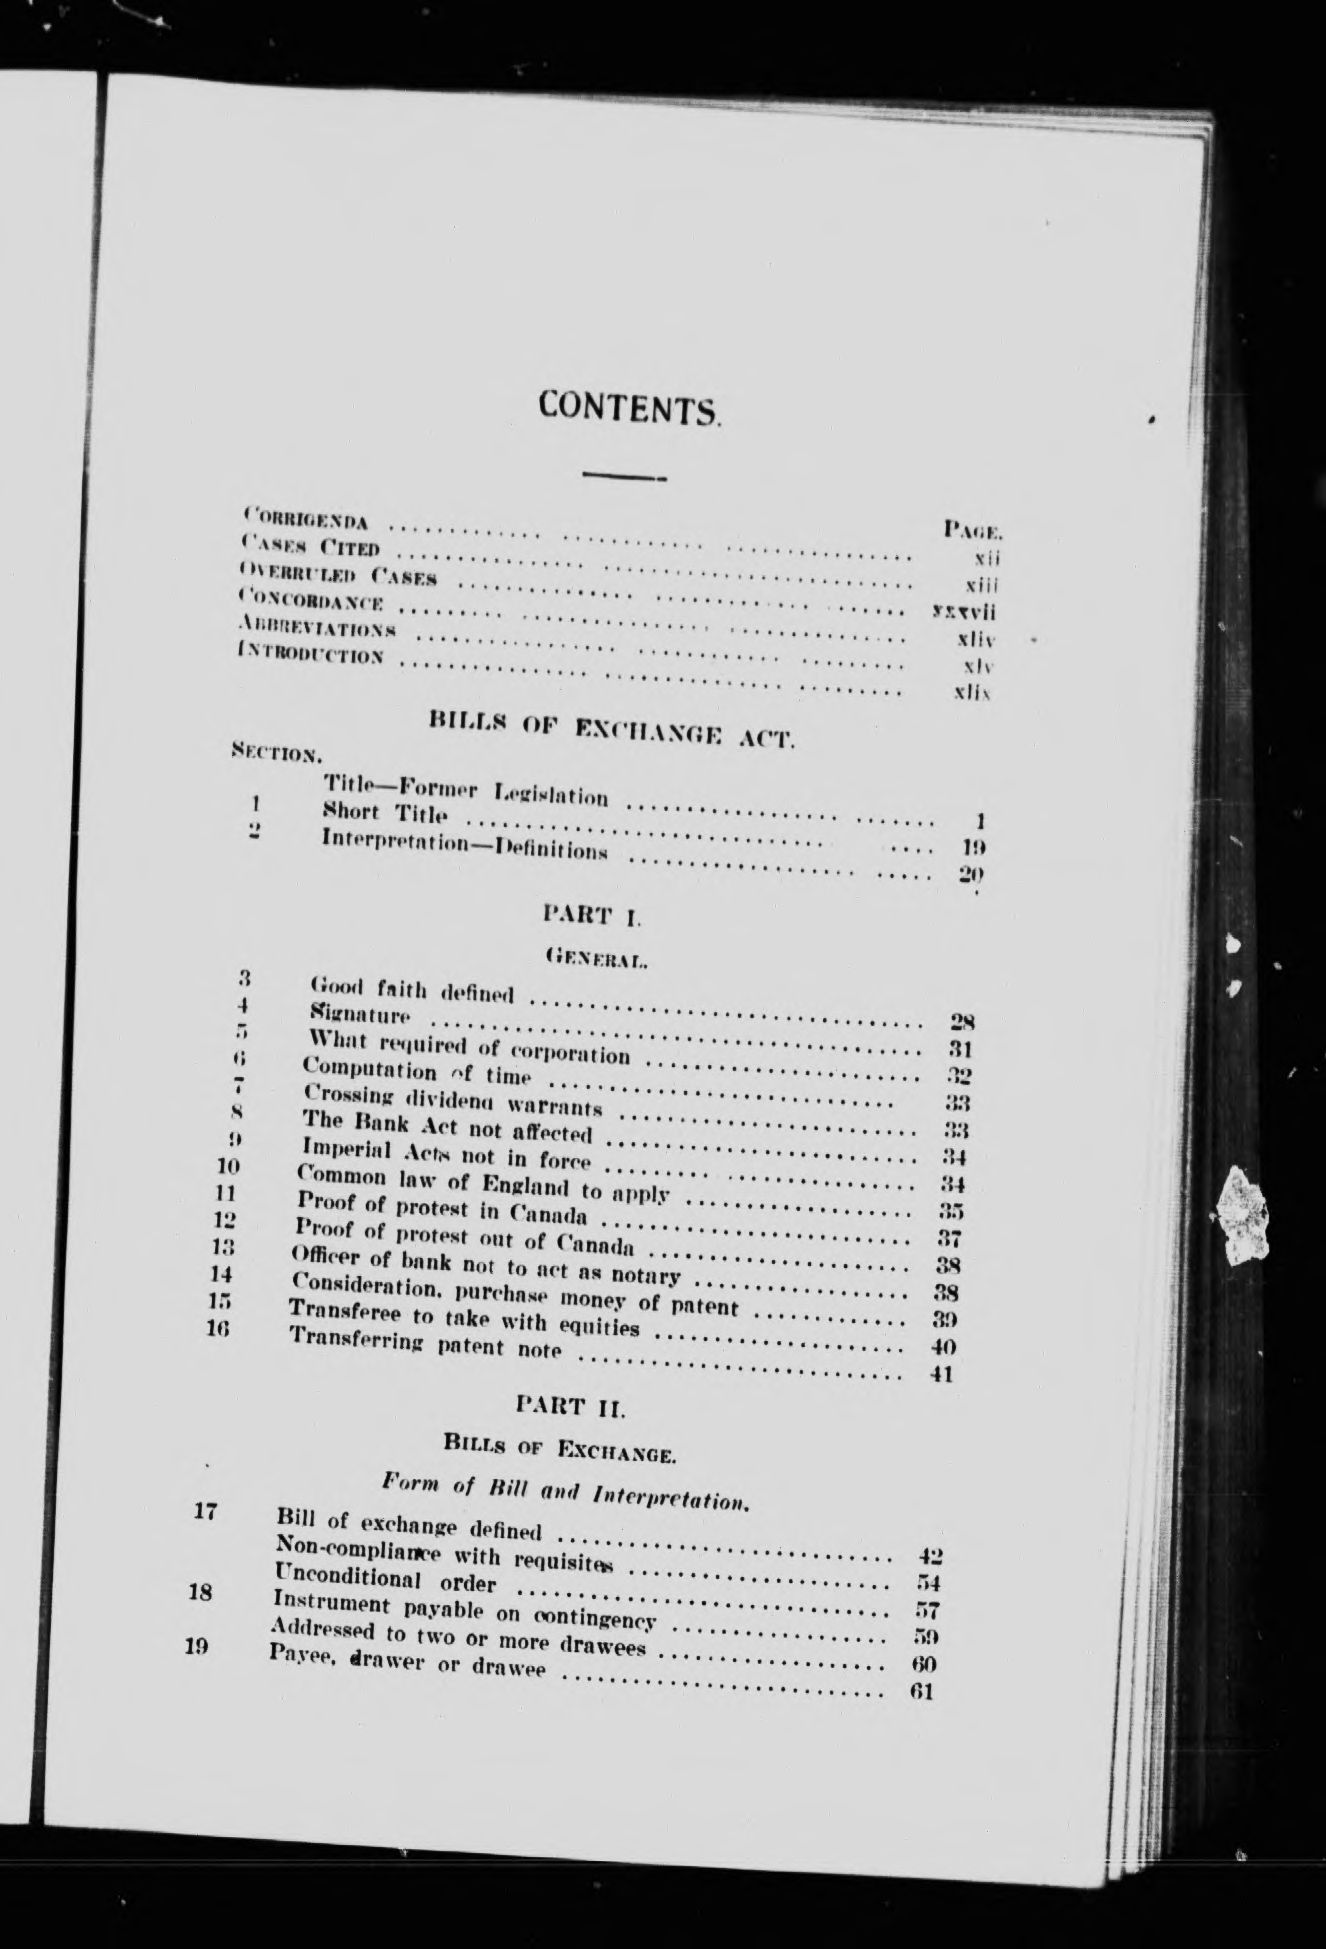 CONTENTS.
PAGE.
CORRIGENDA .......... xii
CASES CITED .......... xiii
OVERRULED CASES .......... xxxvii
CONCORDANCE .......... xliv
ABBREVIATIONS .......... xlv
INTRODUCTION .......... xlix
BILLS OF EXCHANGE ACT.
SECTION.
Title—Former Legislation .......... 1
1 Short Title .......... 19
2 Interpretation—Definitions .......... 20
PART I.
GENERAL.
3 Good faith defined .......... 28
4 Signature .......... 31
5 What required of corporation .......... 32
6 Computation of time .......... 33
7 Crossing dividend warrants .......... 33
8 The Bank Act not affected .......... 34
9 Imperial Acts not in force .......... 34
10 Common law of England to apply .......... 35
11 Proof of protest in Canada .......... 37
12 Proof of protest out of Canada .......... 38
13 Officer of bank not to act as notary .......... 38
14 Consideration, purchase money of patent .......... 39
15 Transferee to take with equities .......... 40
16 Transferring patent note .......... 41
PART II.
BILLS OF EXCHANGE.
Form of Bill and Interpretation.
17 Bill of exchange defined .......... 42
Non-compliance with requisites .......... 54
Unconditional order .......... 57
18 Instrument payable on contingency .......... 59
Addressed to two or more drawees .......... 60
19 Payee, drawer or drawee .......... 61